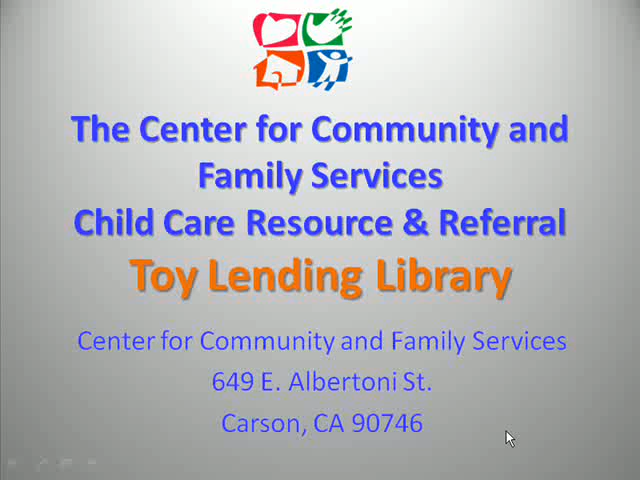 The Center for Community and
Family Services
Child Care Resource & Referral
Toy Lending Library
Center for Community and Family Services
649 E. Albertoni St.
Carson, CA 90746